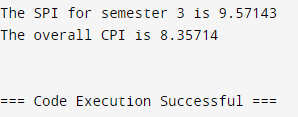 The SPI for semester 3 is 9.57143
The overall CPI is 8.35714
=== Code Execution Successful ===